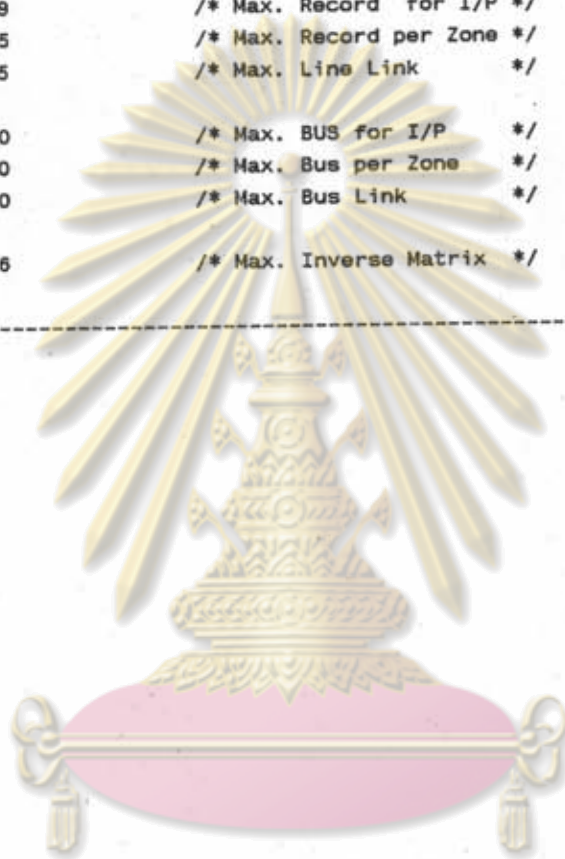 9 /* Max. Record for I/P */
5 /* Max. Record per Zone */
5 /* Max. Line Link */
0 /* Max. BUS for I/P */
0 /* Max. Bus per Zone */
0 /* Max. Bus Link */
6 /* Max. Inverse Matrix */